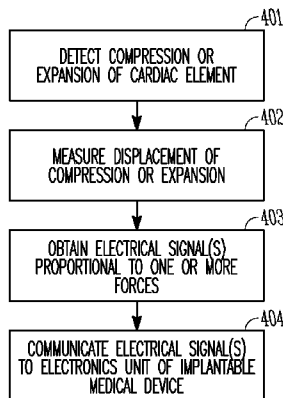 401
DETECT COMPRESSION OR
EXPANSION OF CARDIAC ELEMENT
402
MEASURE DISPLACEMENT OF
COMPRESSION OR EXPANSION
403
OBTAIN ELECTRICAL SIGNAL(S)
PROPORTIONAL TO ONE OR MORE
FORCES
404
COMMUNICATE ELECTRICAL SIGNAL(S)
TO ELECTRONICS UNIT OF IMPLANTABLE
MEDICAL DEVICE